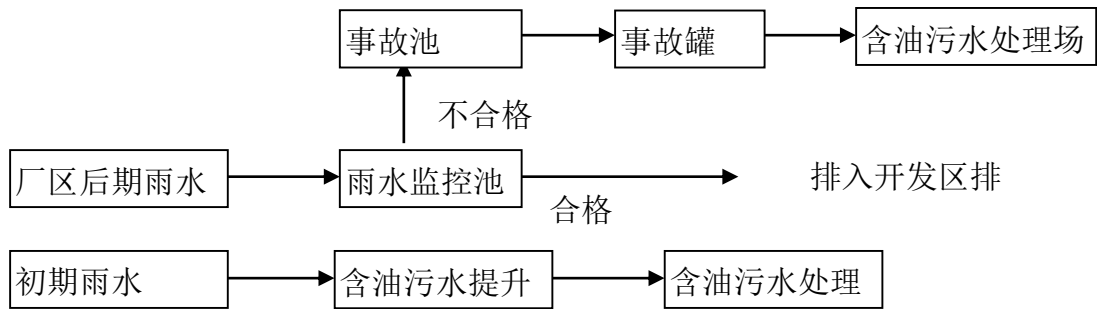 事故池
事故罐
含油污水处理场
不合格
厂区后期雨水
雨水监控池
排入开发区排
合格
初期雨水
含油污水提升
含油污水处理